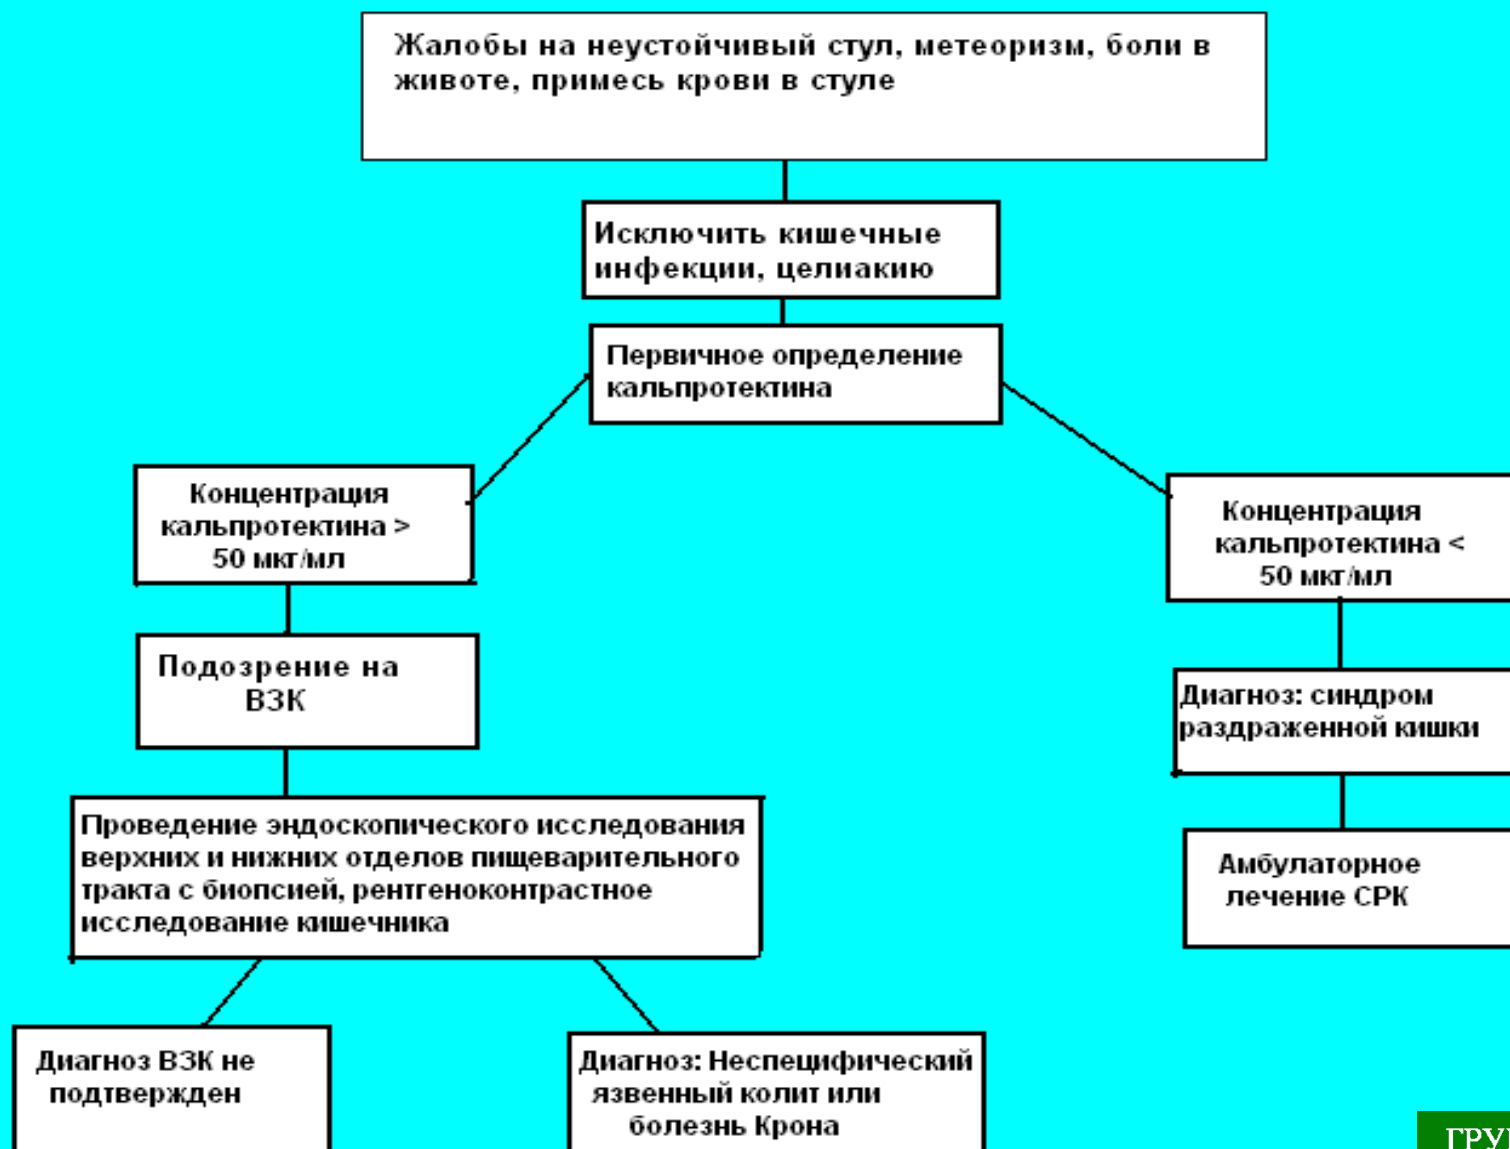 Жалобы на неустойчивый стул, метеоризм, боли в
животе, примесь крови в стуле
Исключить кишечные
инфекции, целиакию
Первичное определение
кальпротектина
Концентрация
кальпротектина >
50 мкт/мл
Концентрация
кальпротектина <
50 мкт/мл
Подозрение на
ВЗК
Диагноз: синдром
раздраженной кишки
Проведение эндоскопического исследования
верхних и нижних отделов пищеварительного
тракта с биопсией, рентгеноконтрастное
исследование кишечника
Амбулаторное
лечение СРК
Диагноз ВЗК не
подтвержден
Диагноз: Неспецифический
язвенный колит или
болезнь Крона